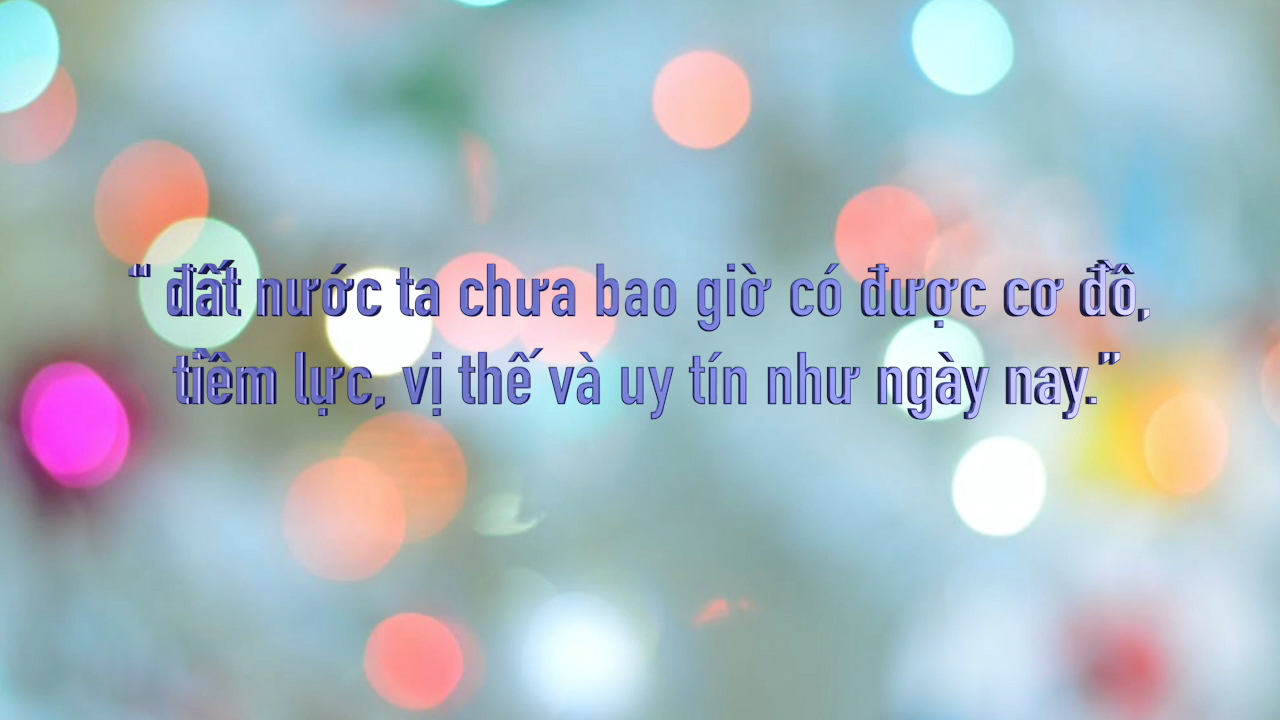 “ đất nước ta chưa bao giờ có được cơ đồ,
tiềm lực, vị thế và uy tín như ngày nay.”